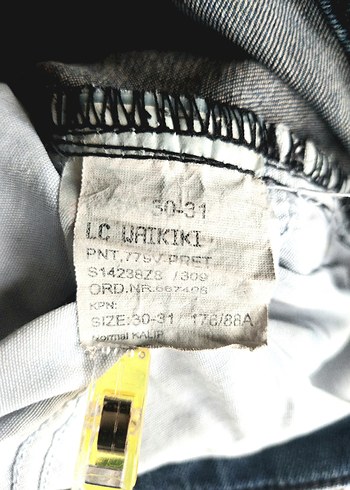 30-31
LC WAIKIKI
PNT.779/ PRET
S14238Z8 /309
ORD.NR:667406
KPN:
SIZE:30-31 176/88A
Normal KALIP